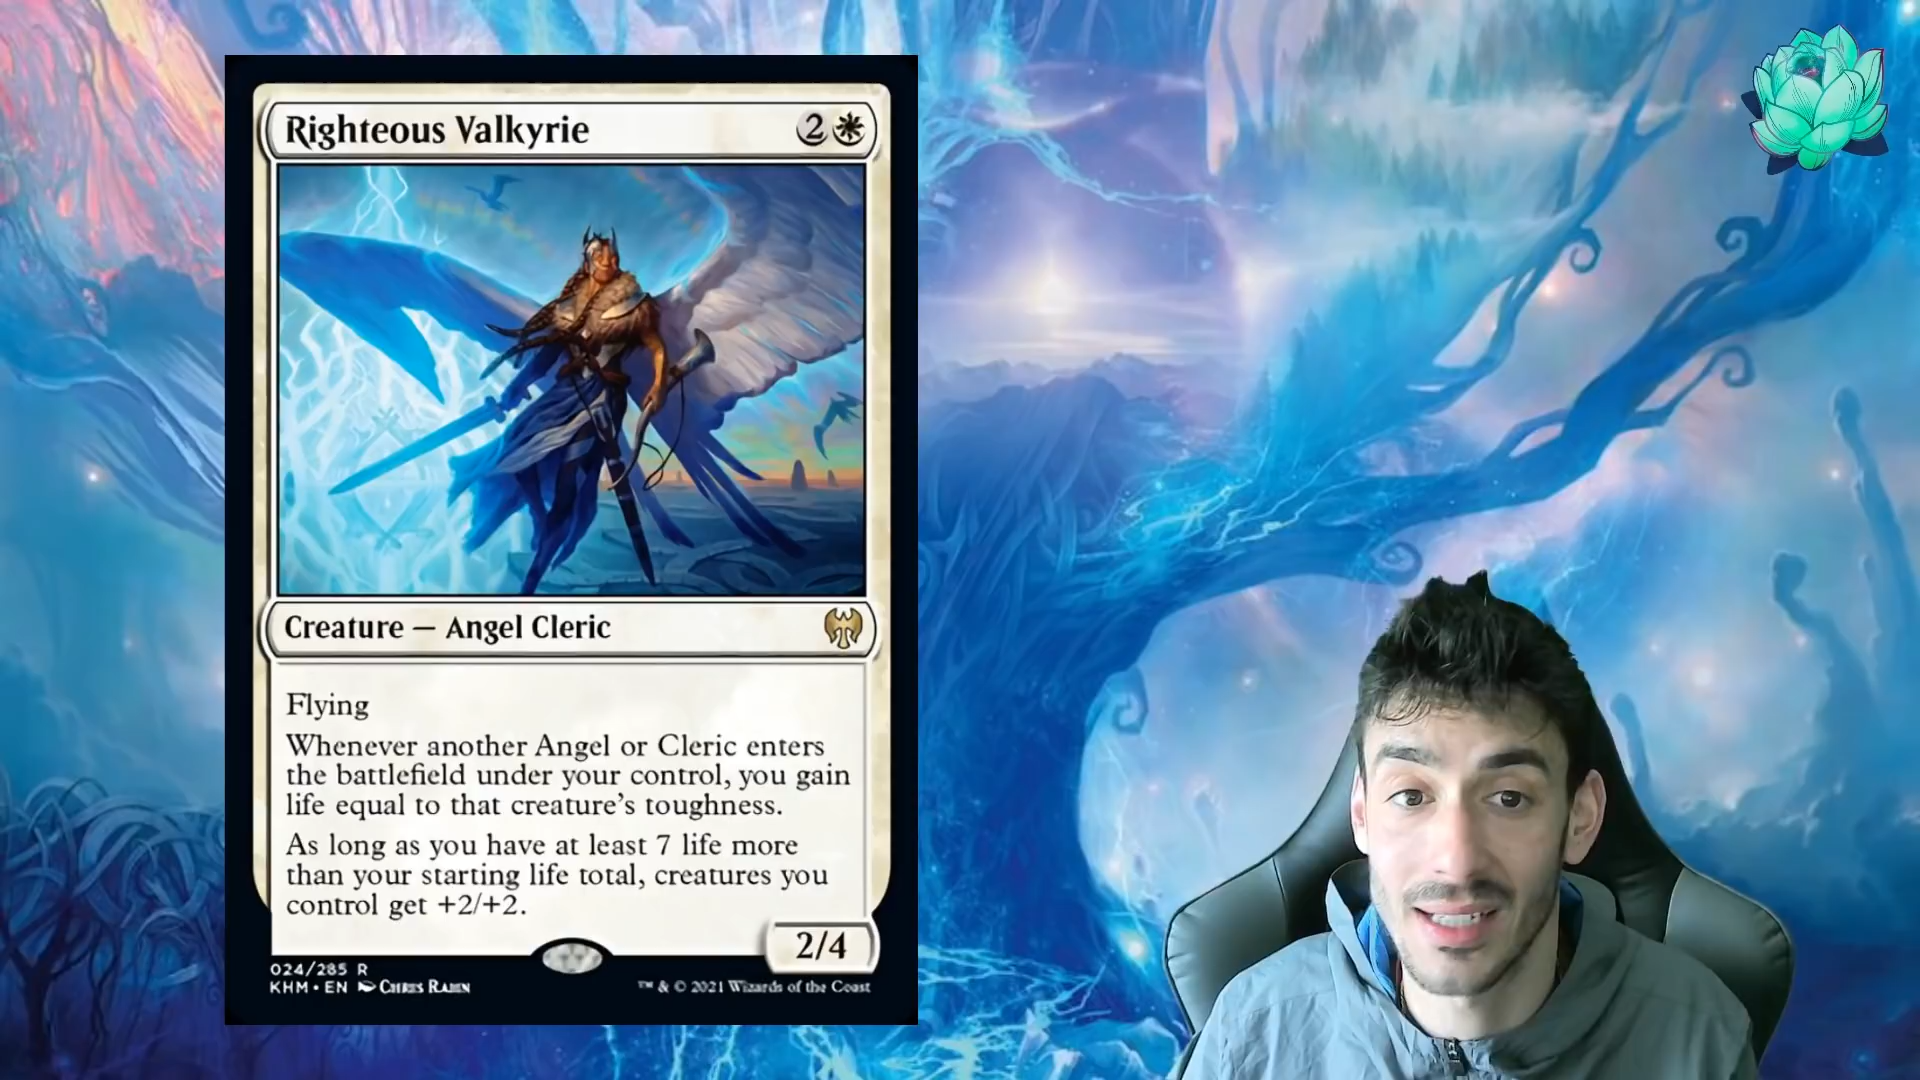 Righteous Valkyrie 2
Creature — Angel Cleric
Flying
Whenever another Angel or Cleric enters
the battlefield under your control, you gain
life equal to that creature's toughness.
As long as you have at least 7 life more
than your starting life total, creatures you
control get +2/+2.
2/4
024/285 R
KHM • EN Chris Rahn
™ & © 2021 Wizards of the Coast